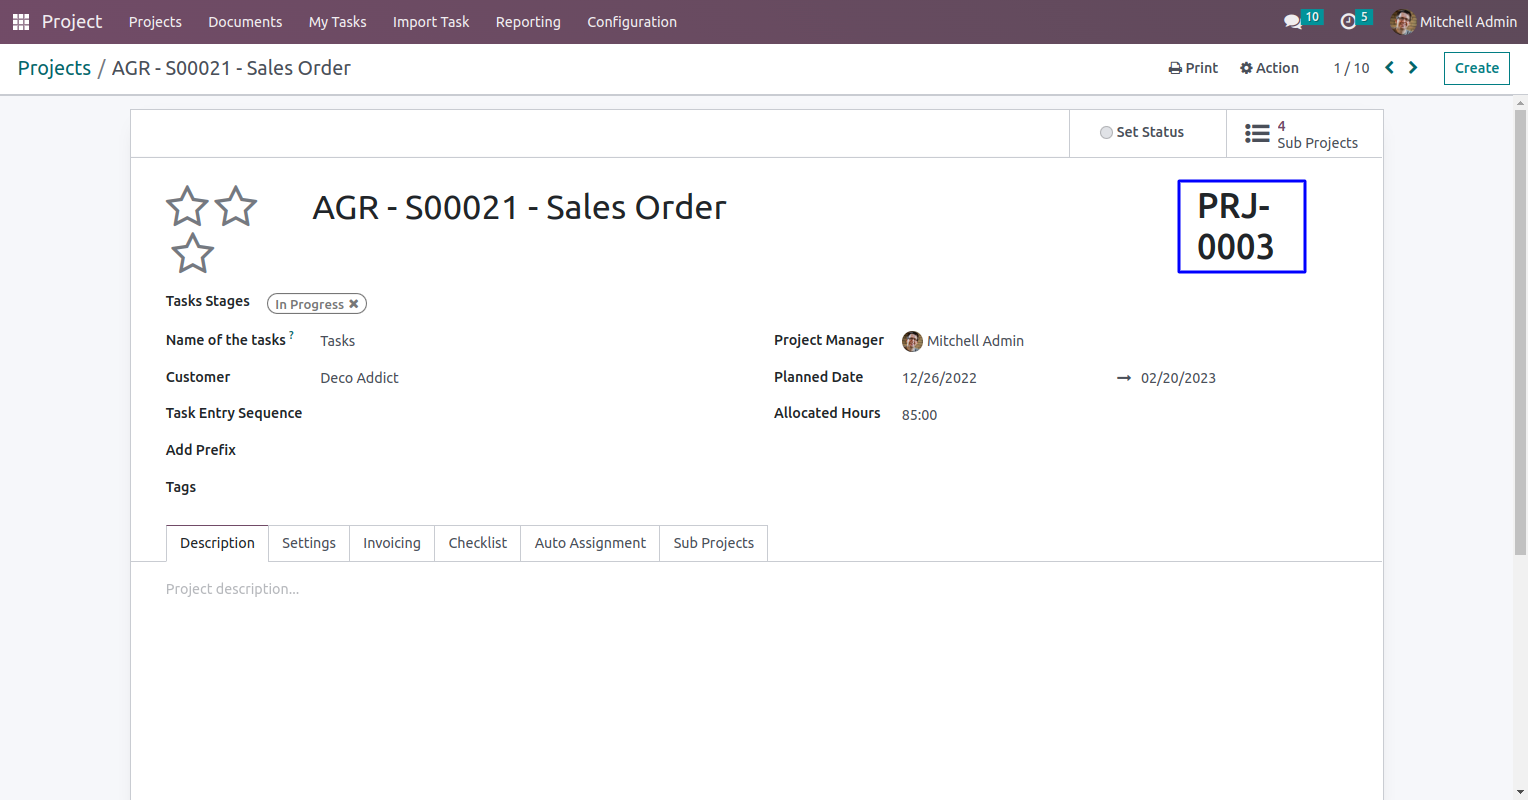 Project Projects Documents My Tasks Import Task Reporting Configuration 10 5 Mitchell Admin
Projects / AGR - S00021 - Sales Order Print Action 1 / 10 Create
Set Status
4
Sub Projects
AGR - S00021 - Sales Order
PRJ-
0003
Tasks Stages In Progress ✖
Name of the tasks ? Tasks Project Manager Mitchell Admin
Customer Deco Addict Planned Date 12/26/2022 → 02/20/2023
Task Entry Sequence Allocated Hours 85:00
Add Prefix
Tags
Description Settings Invoicing Checklist Auto Assignment Sub Projects
Project description...